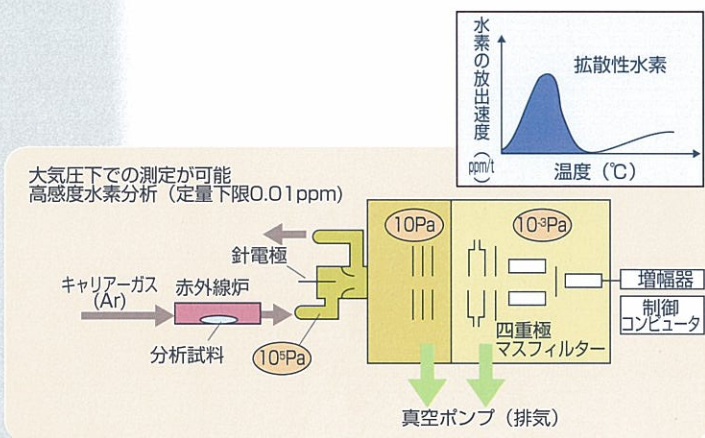 水素の放出速度
(ppm/t)
拡散性水素
温度（℃）
大気圧下での測定が可能
高感度水素分析（定量下限0.01ppm）
10Pa
10⁻³Pa
針電極
キャリアーガス
(Ar)
赤外線炉
増幅器
制御
コンピュータ
四重極
マスフィルター
分析試料
10⁵Pa
真空ポンプ（排気）